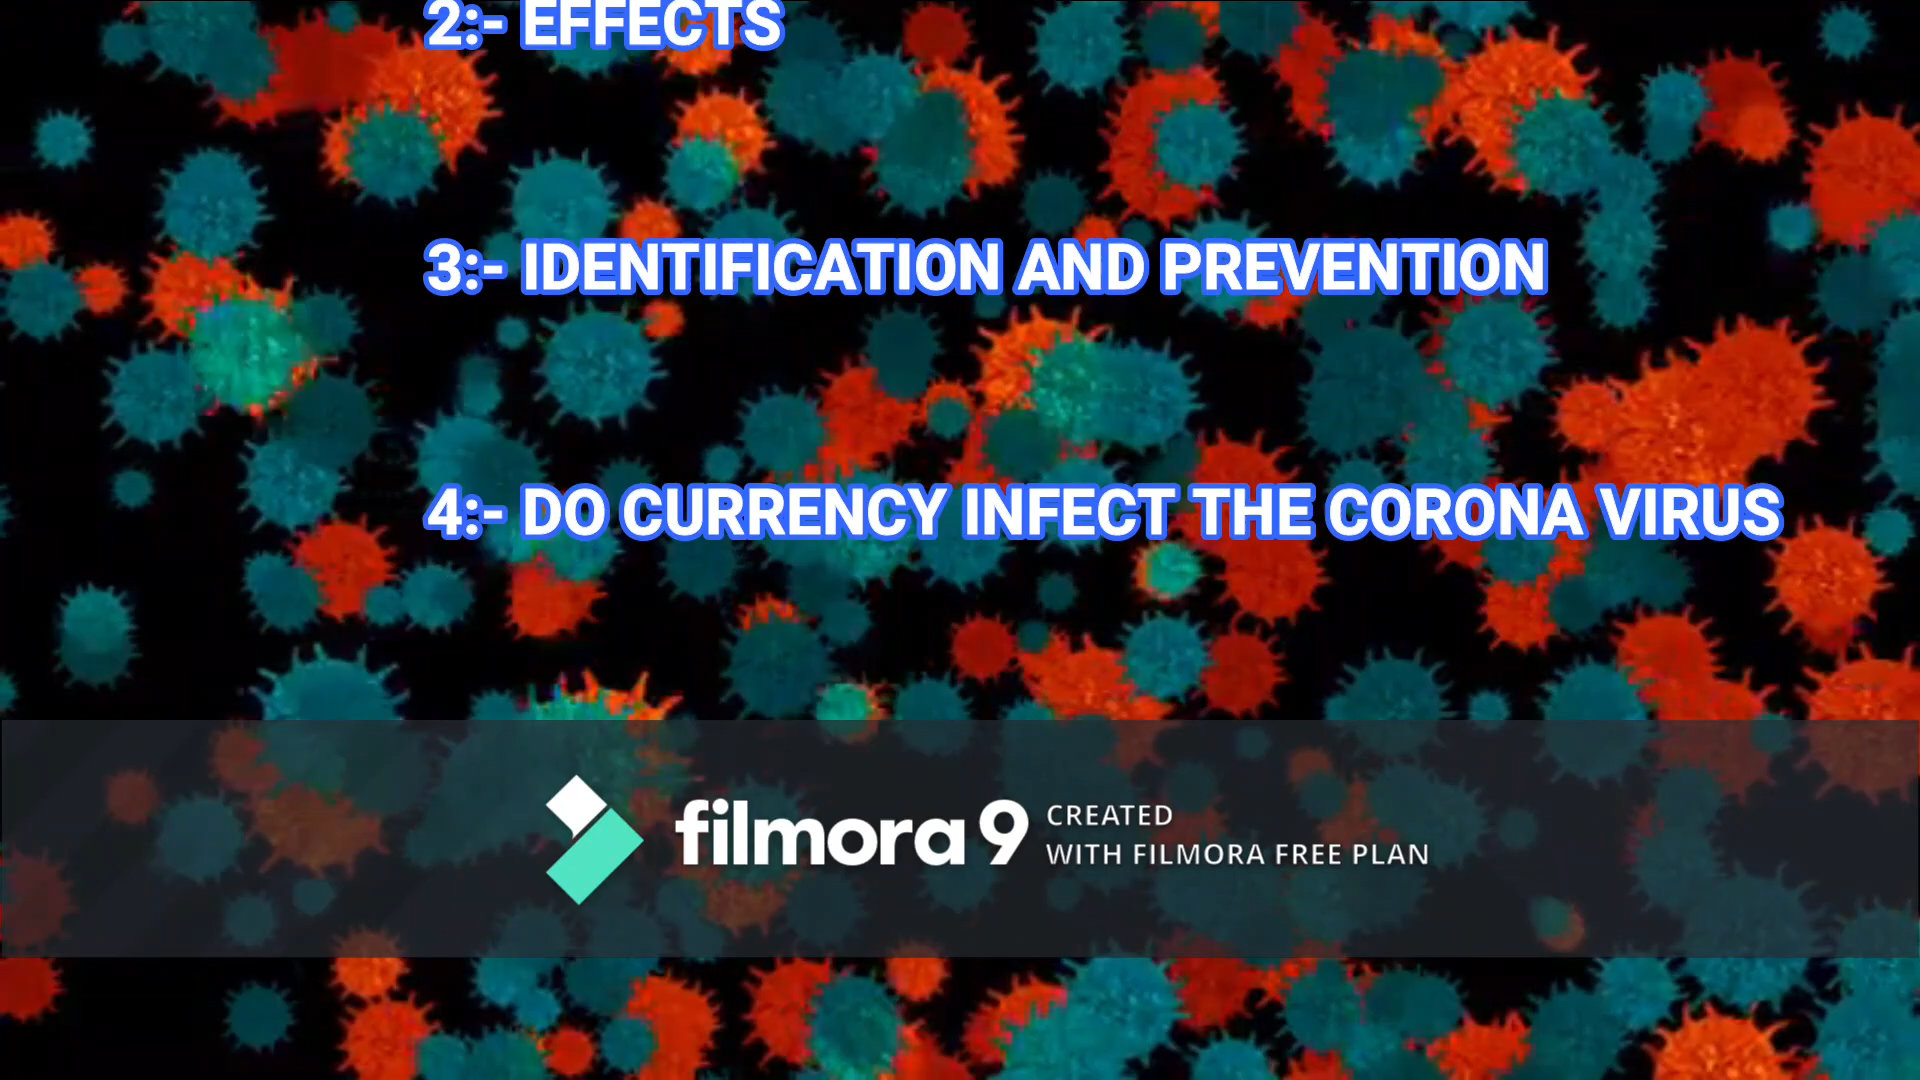 2:- EFFECTS
3:- IDENTIFICATION AND PREVENTION
4:- DO CURRENCY INFECT THE CORONA VIRUS
filmora 9 CREATED
WITH FILMORA FREE PLAN